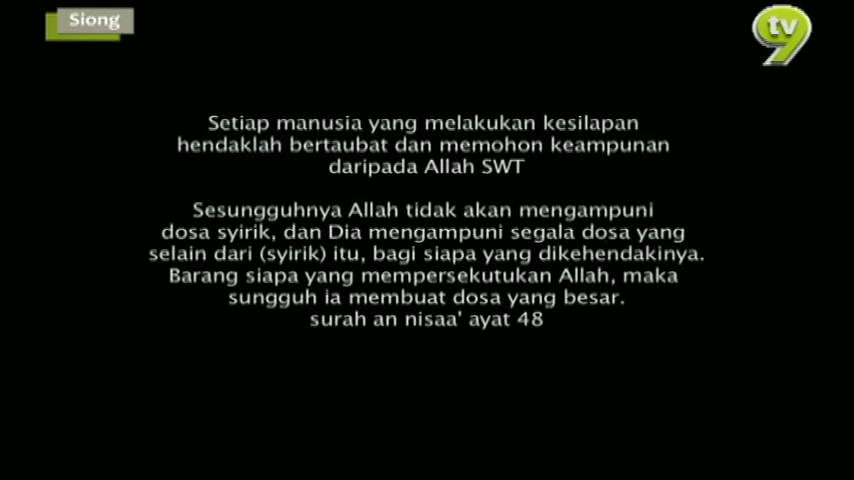 Siong
tv
9
Setiap manusia yang melakukan kesilapan
hendaklah bertaubat dan memohon keampunan
daripada Allah SWT
Sesungguhnya Allah tidak akan mengampuni
dosa syirik, dan Dia mengampuni segala dosa yang
selain dari (syirik) itu, bagi siapa yang dikehendakinya.
Barang siapa yang mempersekutukan Allah, maka
sungguh ia membuat dosa yang besar.
surah an nisaa' ayat 48